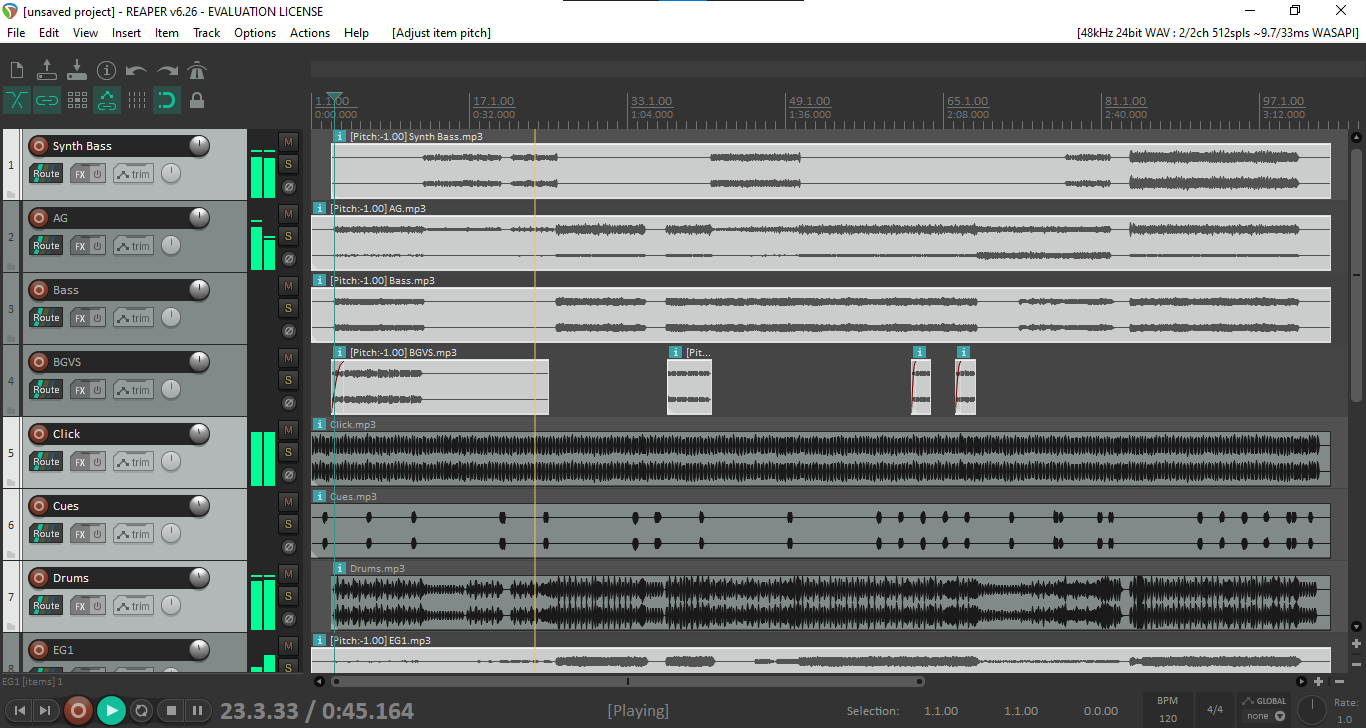 [unsaved project] - REAPER v6.26 - EVALUATION LICENSE
File Edit View Insert Item Track Options Actions Help [Adjust item pitch] [48kHz 24bit WAV : 2/2ch 512spls ~9.7/33ms WASAPI]
1.1.00 17.1.00 33.1.00 49.1.00 65.1.00 81.1.00 97.1.00
0:00.000 0:32.000 1:04.000 1:36.000 2:08.000 2:40.000 3:12.000
[Pitch:-1.00] Synth Bass.mp3
1 Synth Bass M
Route FX trim S
[Pitch:-1.00] AG.mp3
2 AG M
Route FX trim S
[Pitch:-1.00] Bass.mp3
3 Bass M
Route FX trim S
[Pitch:-1.00] BGVS.mp3 [Pit...
4 BGVS M
Route FX trim S
Click.mp3
5 Click M
Route FX trim S
Cues.mp3
6 Cues M
Route FX trim S
Drums.mp3
7 Drums M
Route FX trim S
[Pitch:-1.00] EG1.mp3
8 EG1 M
S
EG1 [items] 1
23.3.33 / 0:45.164 [Playing] Selection: 1.1.00 1.1.00 0.0.00 BPM 120 4/4 GLOBAL none Rate: 1.0